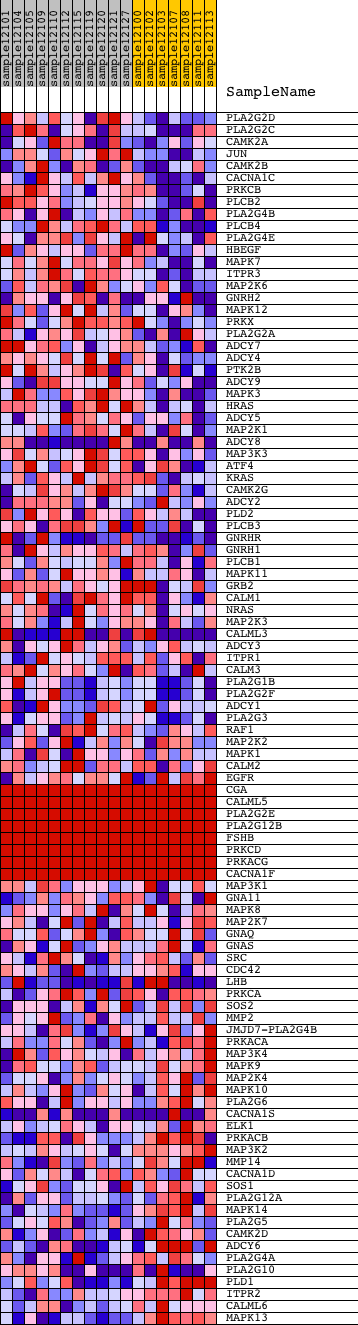 sample12101
sample12104
sample12105
sample12109
sample12110
sample12112
sample12115
sample12119
sample12120
sample12127
sample12100
sample12102
sample12103
sample12107
sample12108
sample12111
sample12113
SampleName
PLA2G2D
PLA2G2C
CAMK2A
JUN
CAMK2B
CACNA1C
PRKCB
PLCB2
PLA2G4B
PLCB4
PLA2G4E
HBEGF
MAPK7
ITPR3
MAP2K6
GNRH2
MAPK12
PRKX
PLA2G2A
ADCY7
ADCY4
PTK2B
ADCY9
MAPK3
HRAS
ADCY5
MAP2K1
ADCY8
MAP3K3
ATF4
KRAS
CAMK2G
ADCY2
PLD2
PLCB3
GNRHR
GNRH1
PLCB1
MAPK11
GRB2
CALM1
NRAS
MAP2K3
CALML3
ADCY3
ITPR1
CALM3
PLA2G1B
PLA2G2F
ADCY1
PLA2G3
RAF1
MAP2K2
MAPK1
CALM2
EGFR
CGA
CALML5
PLA2G2E
PLA2G12B
FSHB
PRKCD
PRKACG
CACNA1F
MAP3K1
GNA11
MAPK8
MAP2K7
GNAQ
GNAS
SRC
CDC42
LHB
PRKCA
SOS2
MMP2
JMJD7-PLA2G4B
PRKACA
MAP3K4
MAPK9
MAP2K4
MAPK10
PLA2G6
CACNA1S
ELK1
PRKACB
MAP3K2
MMP14
CACNA1D
SOS1
PLA2G12A
MAPK14
PLA2G5
CAMK2D
ADCY6
PLA2G4A
PLA2G10
PLD1
ITPR2
CALML6
MAPK13